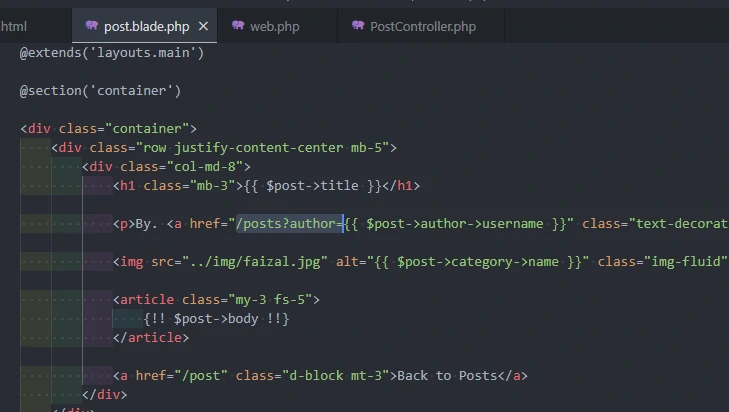 html
post.blade.php
web.php
PostController.php
@extends('layouts.main')
@section('container')
<div class="container">
<div class="row justify-content-center mb-5">
<div class="col-md-8">
<h1 class="mb-3">{{ $post->title }}</h1>
<p>By. <a href="/posts?author={{ $post->author->username }}" class="text-decorat
<img src="../img/faizal.jpg" alt="{{ $post->category->name }}" class="img-fluid"
<article class="my-3 fs-5">
{!! $post->body !!}
</article>
<a href="/post" class="d-block mt-3">Back to Posts</a>
</div>
</div>